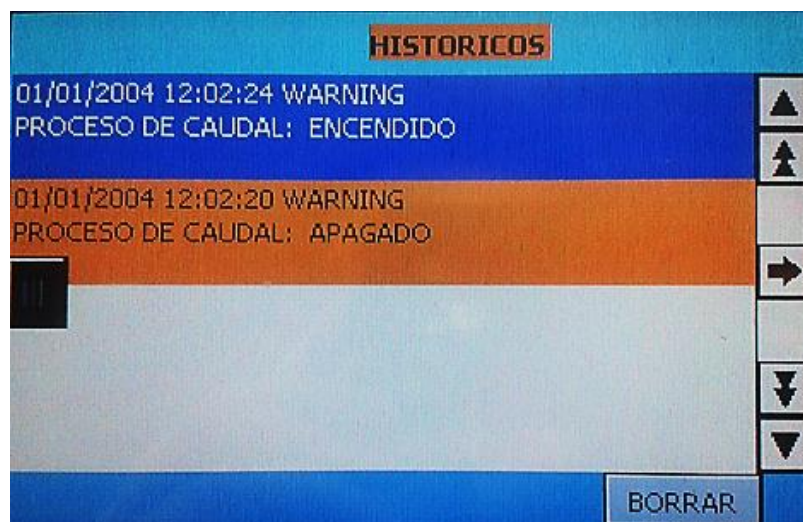 HISTORICOS
01/01/2004 12:02:24 WARNING
PROCESO DE CAUDAL: ENCENDIDO
01/01/2004 12:02:20 WARNING
PROCESO DE CAUDAL: APAGADO
BORRAR